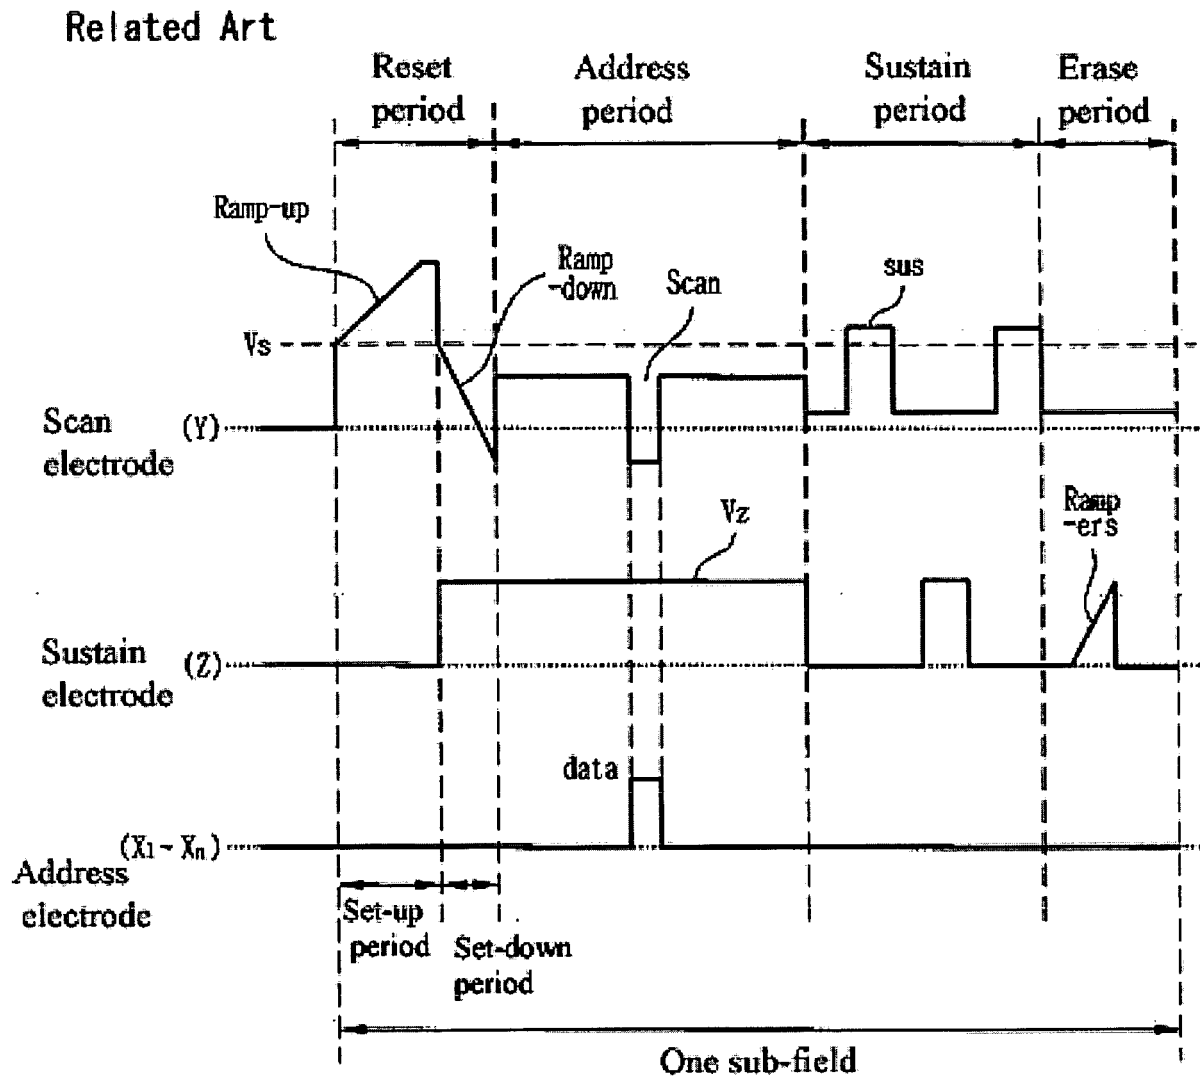 Related Art
Reset
period
Address
period
Sustain
period
Erase
period
Ramp-up
Ramp
-down
Scan
sus
Vs
Scan
electrode
(Y)
Vz
Ramp
-ers
Sustain
electrode
(Z)
data
(X1~Xn)
Address
electrode
Set-up
period
Set-down
period
One sub-field